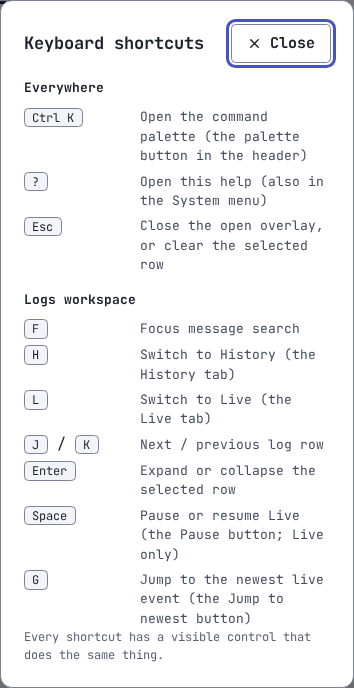 Keyboard shortcuts
× Close
Everywhere
Ctrl K Open the command
palette (the palette
button in the header)
? Open this help (also in
the System menu)
Esc Close the open overlay,
or clear the selected
row
Logs workspace
F Focus message search
H Switch to History (the
History tab)
L Switch to Live (the
Live tab)
J / K Next / previous log row
Enter Expand or collapse the
selected row
Space Pause or resume Live
(the Pause button; Live
only)
G Jump to the newest live
event (the Jump to
newest button)
Every shortcut has a visible control that
does the same thing.